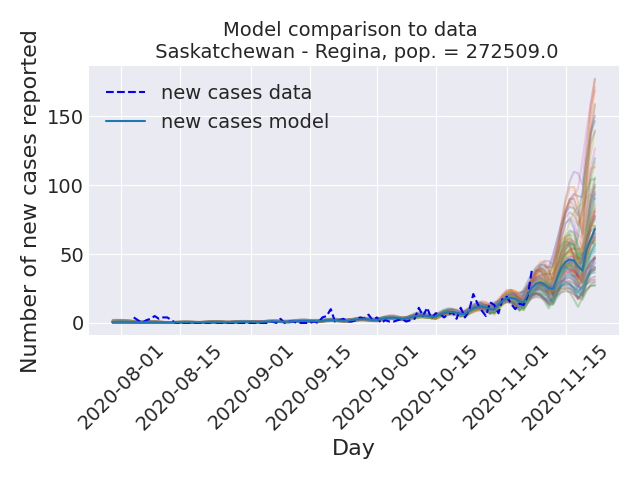 Model comparison to data
Saskatchewan - Regina, pop. = 272509.0
Number of new cases reported
new cases data
new cases model
150
100
50
0
2020-08-01
2020-08-15
2020-09-01
2020-09-15
2020-10-01
2020-10-15
2020-11-01
2020-11-15
Day